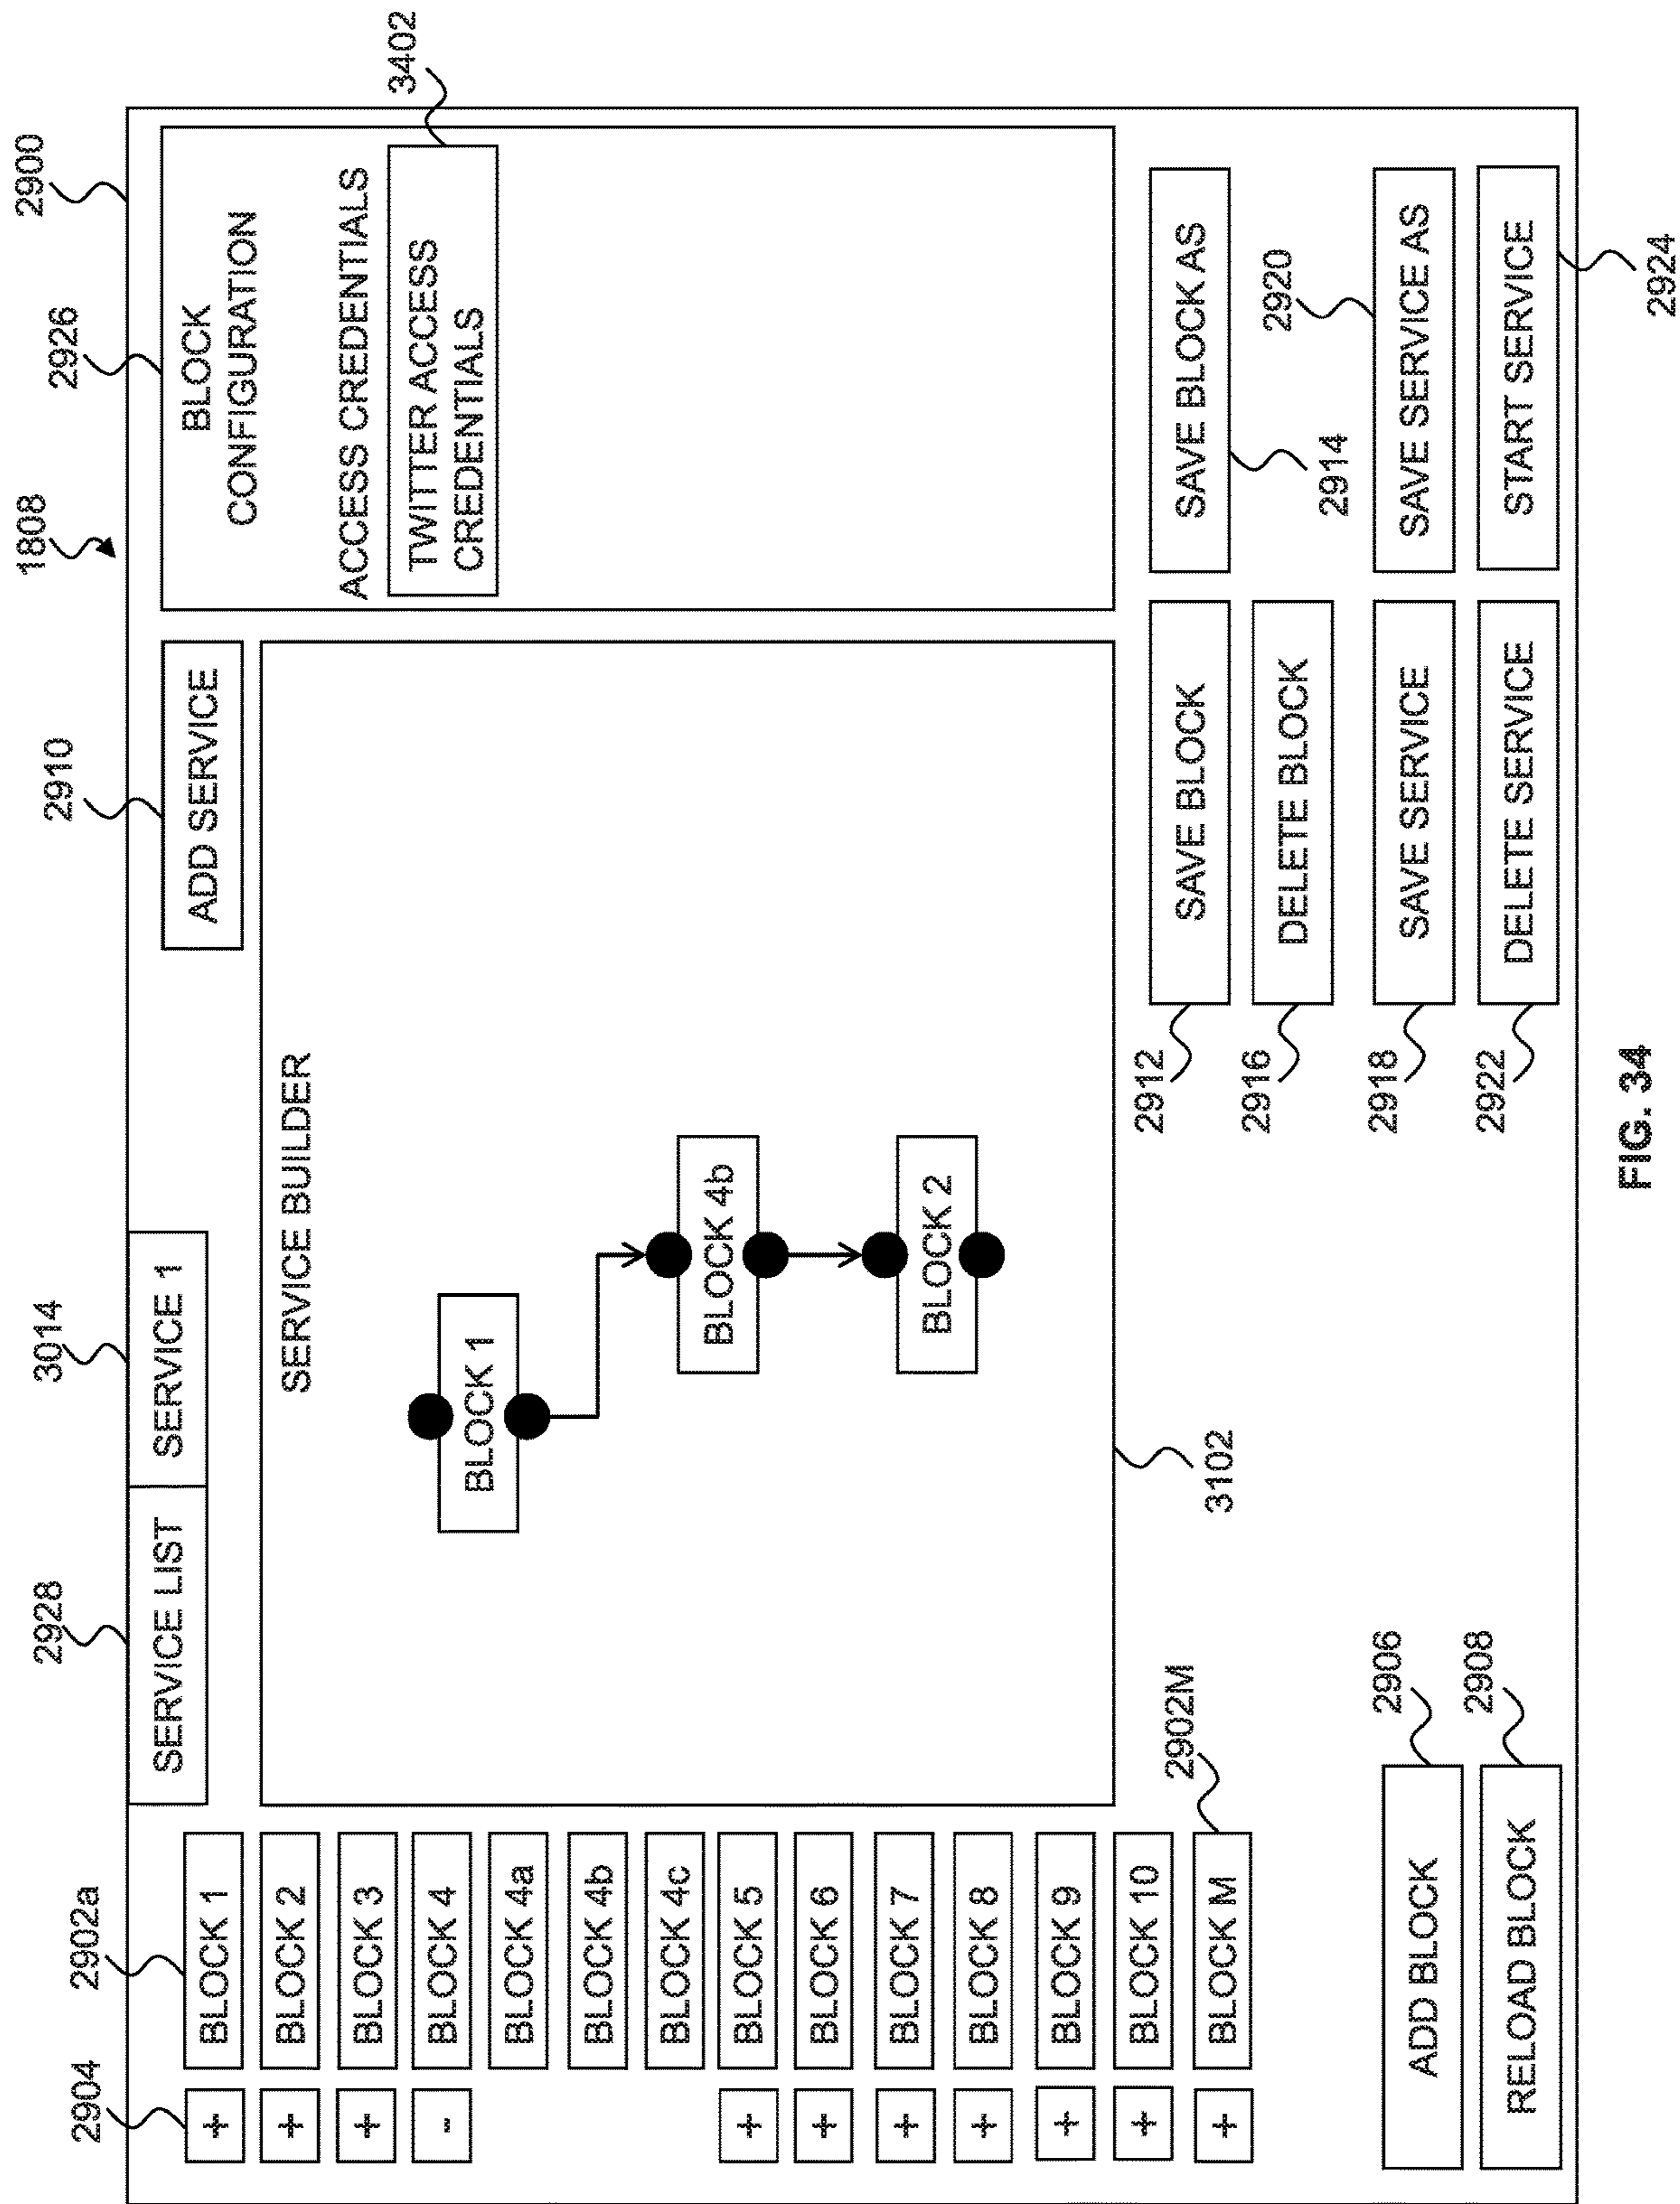 1808
2900
2904
2902a
2928
3014
2910
2926
SERVICE LIST
SERVICE 1
ADD SERVICE
BLOCK
CONFIGURATION
ACCESS CREDENTIALS
TWITTER ACCESS
CREDENTIALS
3402
+
BLOCK 1
+
BLOCK 2
+
BLOCK 3
-
BLOCK 4
BLOCK 4a
BLOCK 4b
BLOCK 4c
+
BLOCK 5
+
BLOCK 6
+
BLOCK 7
+
BLOCK 8
+
BLOCK 9
+
BLOCK 10
+
BLOCK M
2902M
SERVICE BUILDER
BLOCK 1
BLOCK 4b
BLOCK 2
3102
2912
SAVE BLOCK
SAVE BLOCK AS
2914
2916
DELETE BLOCK
2920
2918
SAVE SERVICE
SAVE SERVICE AS
2922
DELETE SERVICE
START SERVICE
2924
ADD BLOCK
2906
RELOAD BLOCK
2908
FIG. 34